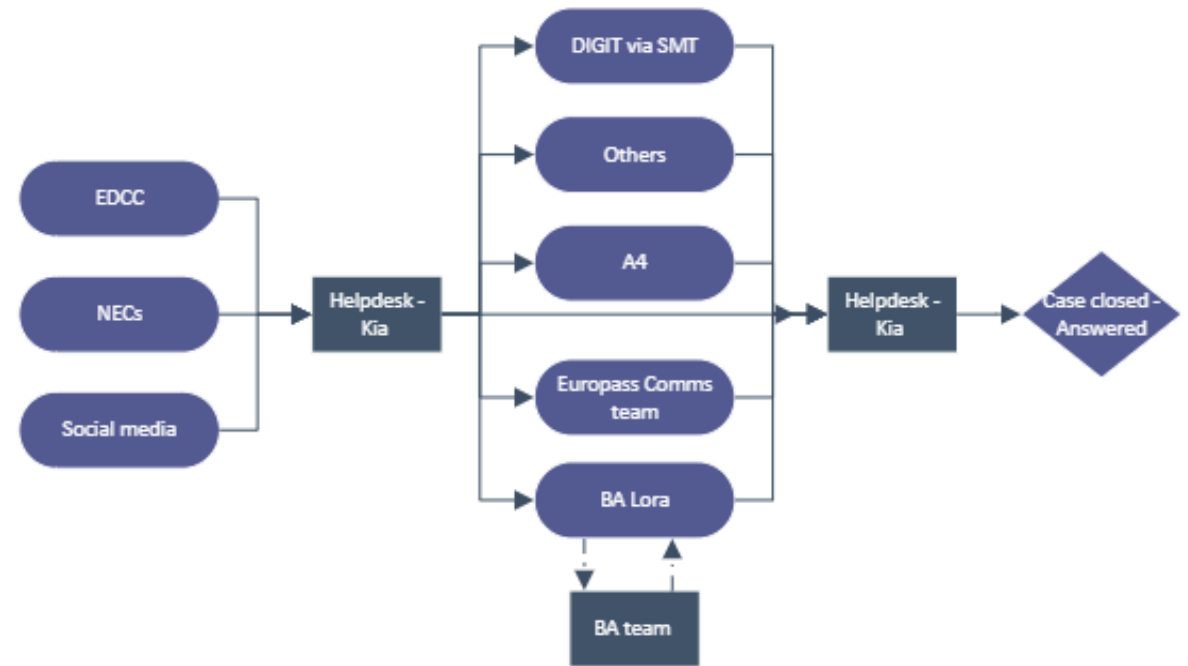 DIGIT via SMT
Others
EDCC
A4
NECs
Helpdesk -
Kia
Helpdesk -
Kia
Case closed -
Answered
Social media
Europass Comms
team
BA Lora
BA team